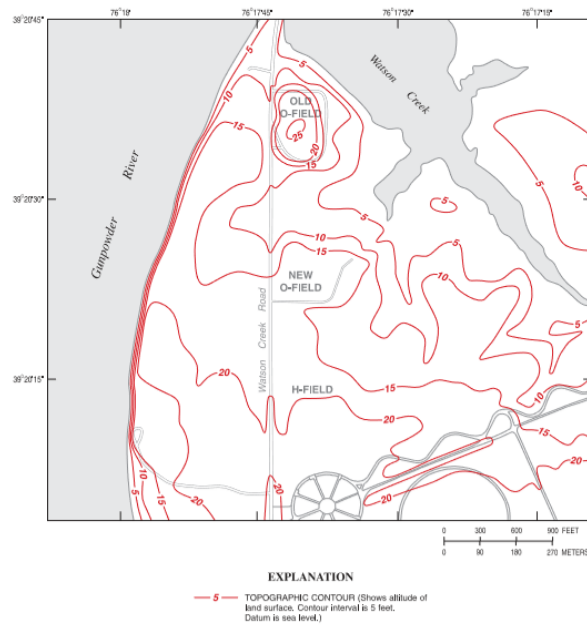 76°18' 76°17'45" 76°17'30" 76°17'15"
39°20'45"
5
5
10
Watson
Creek
15
OLD
O-FIELD
25
20
15
10
River
39°20'30"
5
5
Gunpowder
10
15
5
NEW
O-FIELD
10
Watson Creek Road
5
39°20'15"
20
H-FIELD
15
10
20
15
20
20
20
20
5
10
15
0 300 600 900 FEET
0 90 180 270 METERS
EXPLANATION
5 TOPOGRAPHIC CONTOUR (Shows altitude of
land surface. Contour interval is 5 feet.
Datum is sea level.)